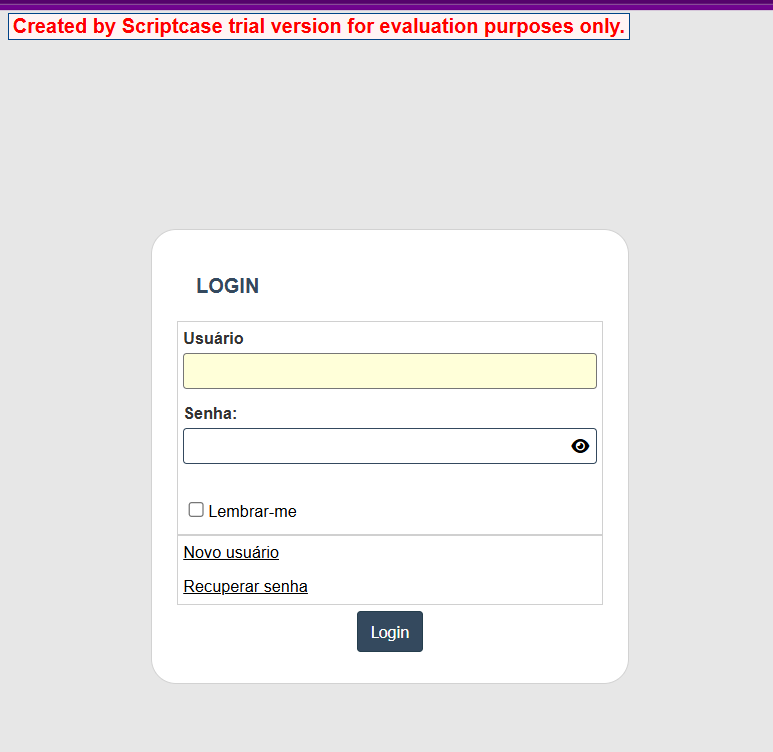 Created by Scriptcase trial version for evaluation purposes only.
LOGIN
Usuário
Senha:
Lembrar-me
Novo usuário
Recuperar senha
Login